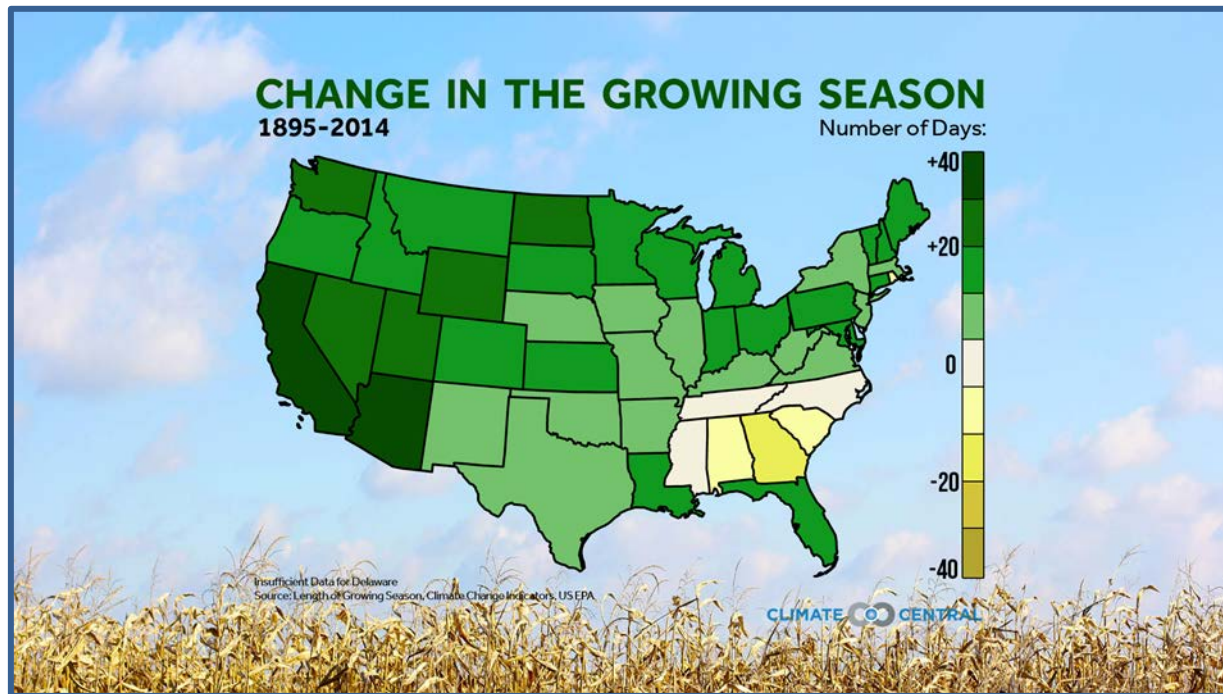 CHANGE IN THE GROWING SEASON
1895-2014
Number of Days:
+40
+20
0
-20
-40
Insufficient Data for Delaware
Source: Length of Growing Season, Climate Change Indicators, US EPA
CLIMATE CENTRAL